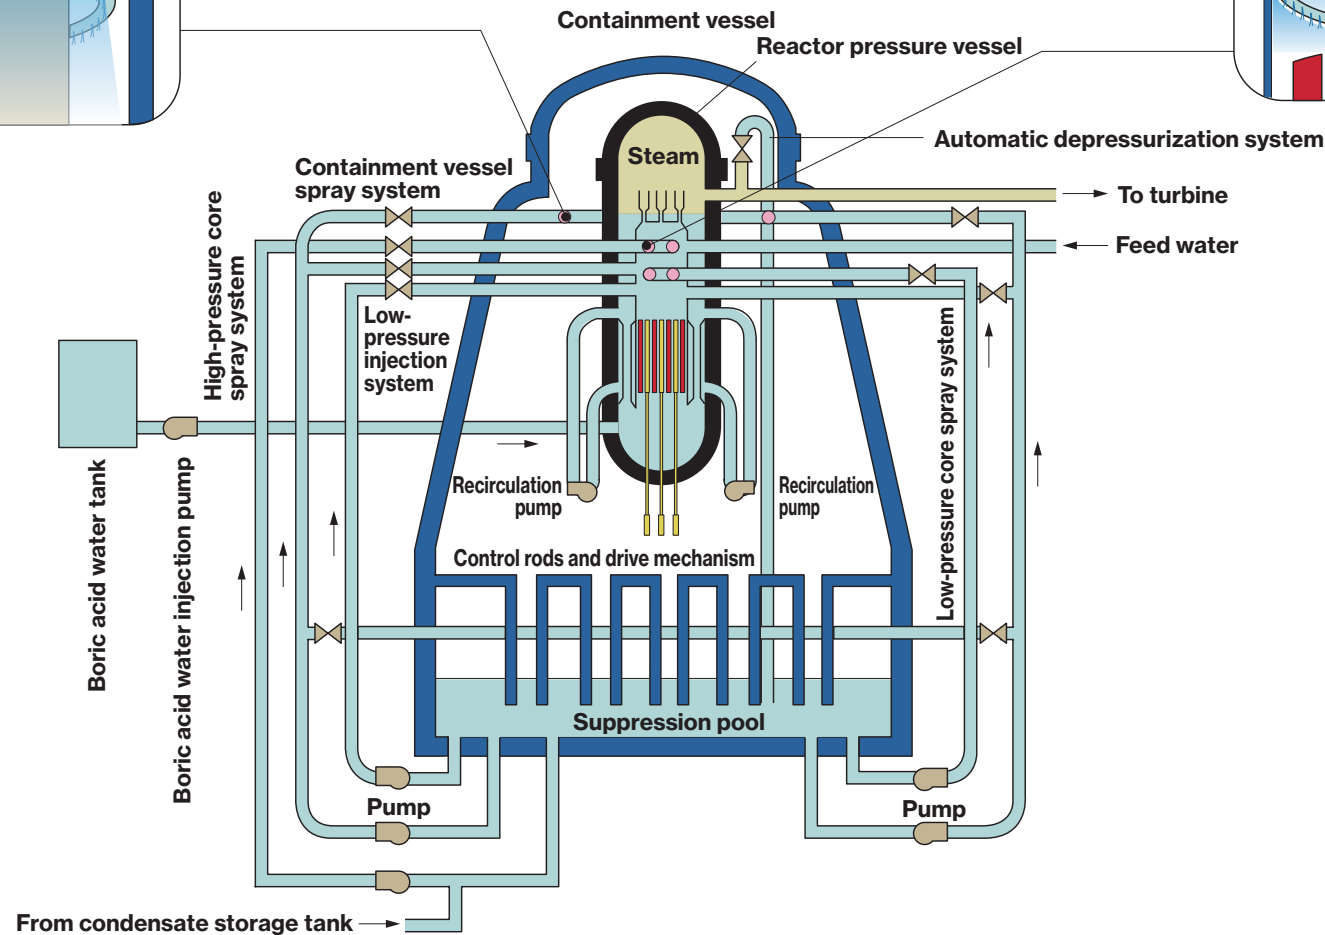 Containment vessel
Reactor pressure vessel
Automatic depressurization system
Steam
Containment vessel
spray system
To turbine
Feed water
High-pressure core
spray system
Low-
pressure
injection
system
Low-pressure core spray system
Boric acid water tank
Boric acid water injection pump
Recirculation
pump
Recirculation
pump
Control rods and drive mechanism
Suppression pool
Pump
Pump
From condensate storage tank